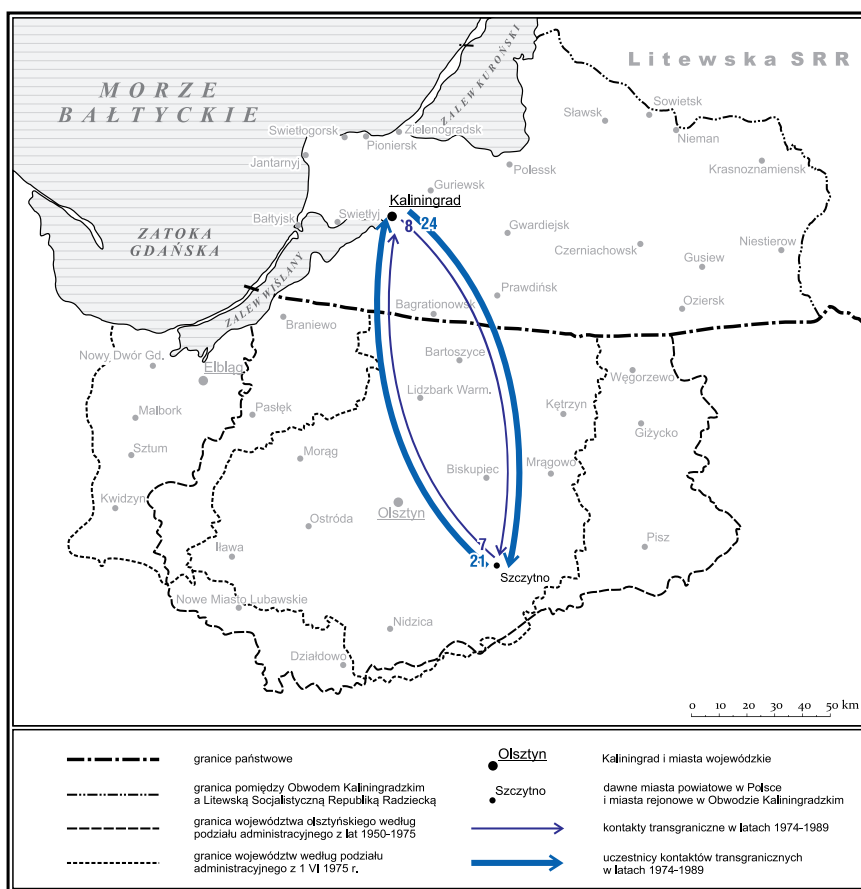 Litewska SRR
MORZE
BAŁTYCKIE
ZALEW KUROŃSKI
Sowietsk
Sławsk
Nieman
Swietłogorsk
Zielenogradsk
Pioniersk
Jantarnyj
Polessk
Krasnoznamiensk
Guriewsk
Kaliningrad
Bałtyjsk
Swietłyj
8
24
Gwardiejsk
ZATOKA
GDAŃSKA
Czerniachowsk
Niestierow
Gusiew
ZALEW WIŚLANY
Prawdińsk
Bagrationowsk
Oziersk
Braniewo
Nowy Dwór Gd.
Elbląg
Bartoszyce
Węgorzewo
Lidzbark Warm.
Malbork
Pasłęk
Kętrzyn
Giżycko
Sztum
Morąg
Biskupiec
Mrągowo
Kwidzyn
Olsztyn
Ostróda
Iława
7
Pisz
21
Szczytno
Nowe Miasto Lubawskie
Nidzica
Działdowo
0 10 20 30 40 50 km
granice państwowe
granica pomiędzy Obwodem Kaliningradzkim
a Litewską Socjalistyczną Republiką Radziecką
granica województwa olsztyńskiego według
podziału administracyjnego z lat 1950-1975
granice województw według podziału
administracyjnego z 1 VI 1975 r.
Olsztyn
Kaliningrad i miasta wojewódzkie
Szczytno
dawne miasta powiatowe w Polsce
i miasta rejonowe w Obwodzie Kaliningradzkim
kontakty transgraniczne w latach 1974-1989
uczestnicy kontaktów transgranicznych
w latach 1974-1989